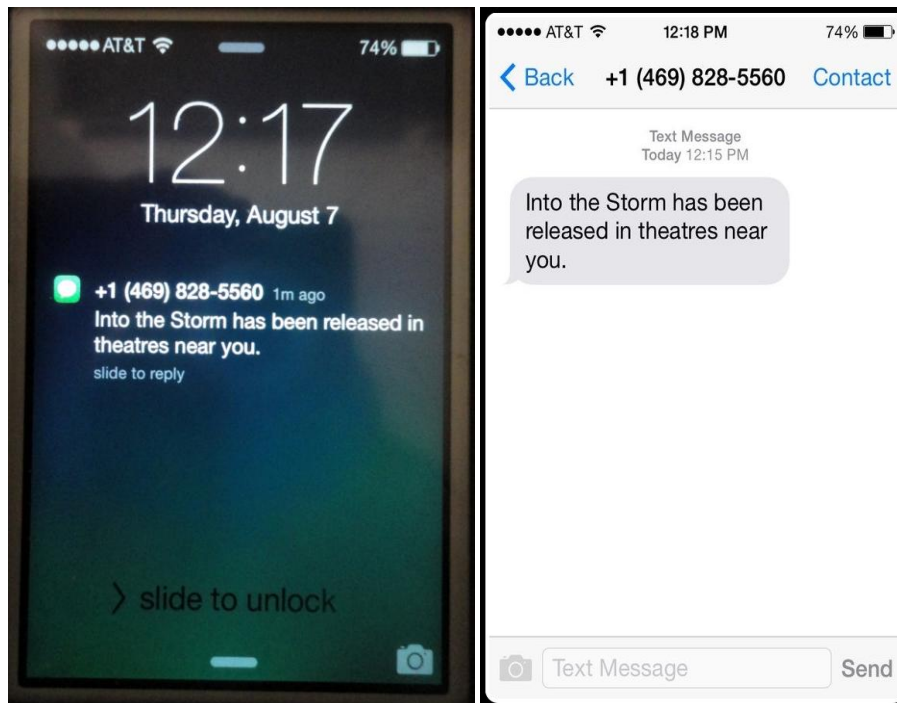 AT&T 74%
12:17
Thursday, August 7
+1 (469) 828-5560 1m ago
Into the Storm has been released in
theatres near you.
slide to reply
> slide to unlock
AT&T 12:18 PM 74%
Back +1 (469) 828-5560 Contact
Text Message
Today 12:15 PM
Into the Storm has been
released in theatres near
you.
Text Message Send